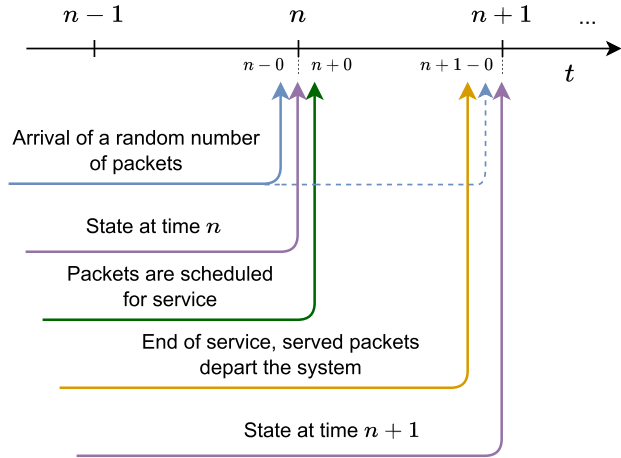 n − 1 n n + 1 ...
n − 0 n + 0 n + 1 − 0
t
Arrival of a random number
of packets
State at time n
Packets are scheduled
for service
End of service, served packets
depart the system
State at time n + 1